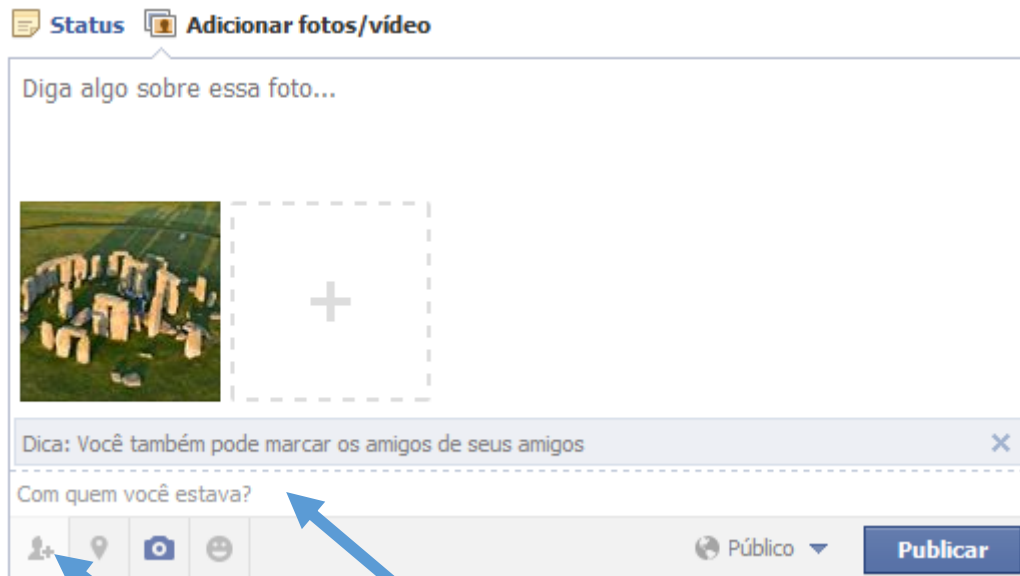 Status Adicionar fotos/vídeo
Diga algo sobre essa foto...
Dica: Você também pode marcar os amigos de seus amigos
Com quem você estava?
Público Publicar